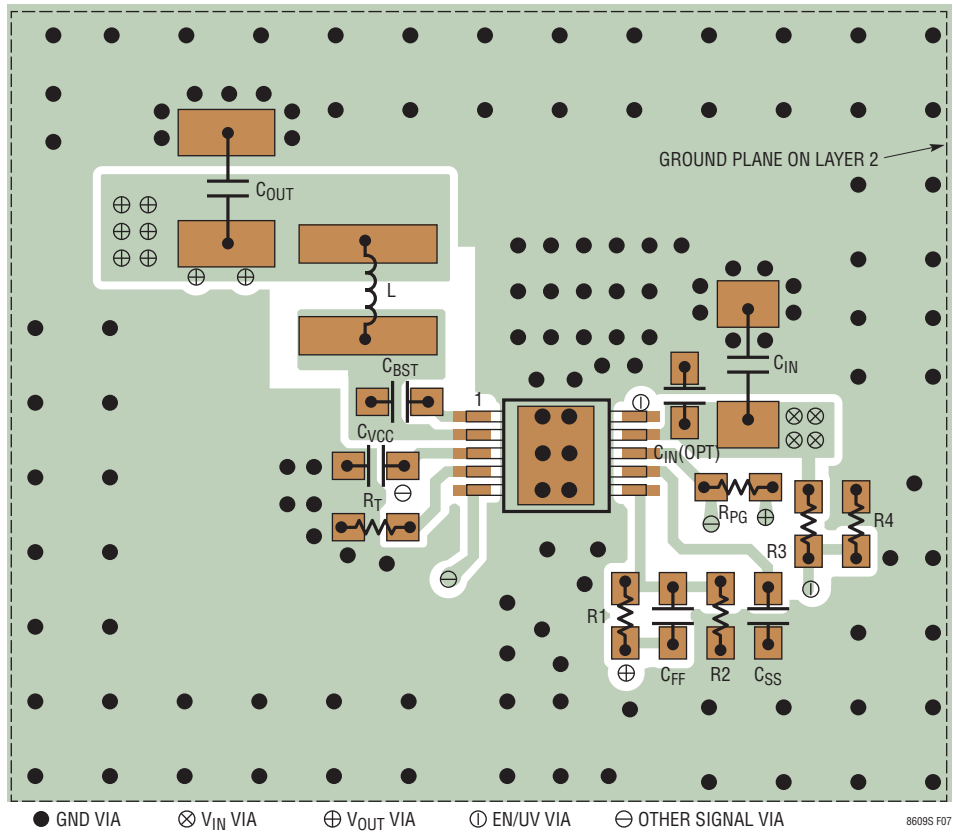 GROUND PLANE ON LAYER 2
COUT
L
CIN
CBST
1
CVCC
CIN(OPT)
RT
RPG
R3
R4
R1
CFF
R2
CSS
GND VIA
VIN VIA
VOUT VIA
EN/UV VIA
OTHER SIGNAL VIA
8609S F07